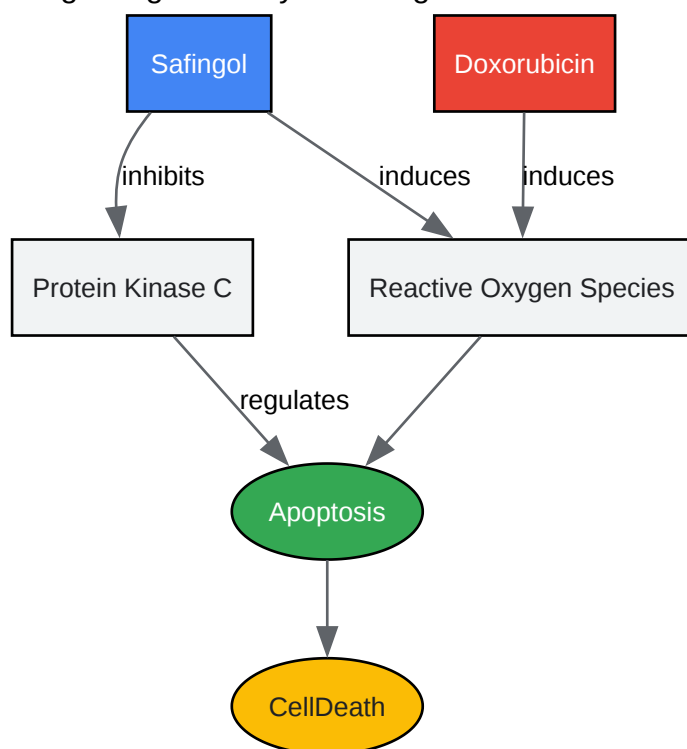 Safingol
Doxorubicin
inhibits
induces
induces
Protein Kinase C
Reactive Oxygen Species
regulates
Apoptosis
CellDeath